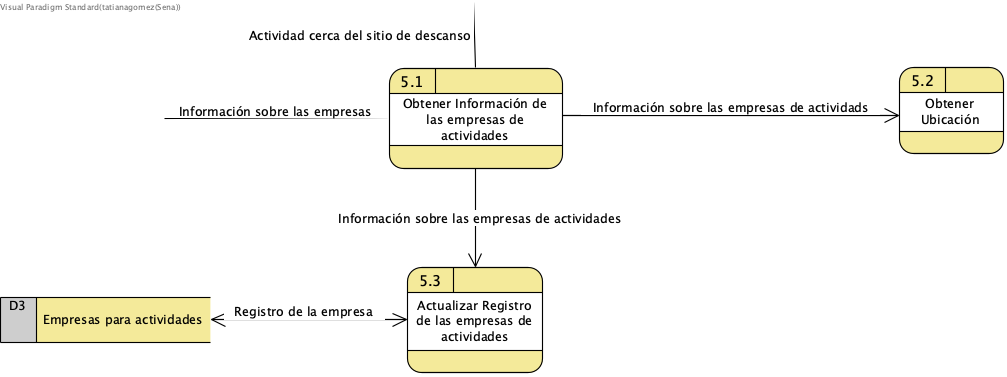 Visual Paradigm Standard(tatianagomez(Sena))
Actividad cerca del sitio de descanso
5.1
Obtener Información de
las empresas de
actividades
Información sobre las empresas
Información sobre las empresas de actividads
5.2
Obtener
Ubicación
Información sobre las empresas de actividades
5.3
Actualizar Registro
de las empresas de
actividades
D3
Empresas para actividades
Registro de la empresa